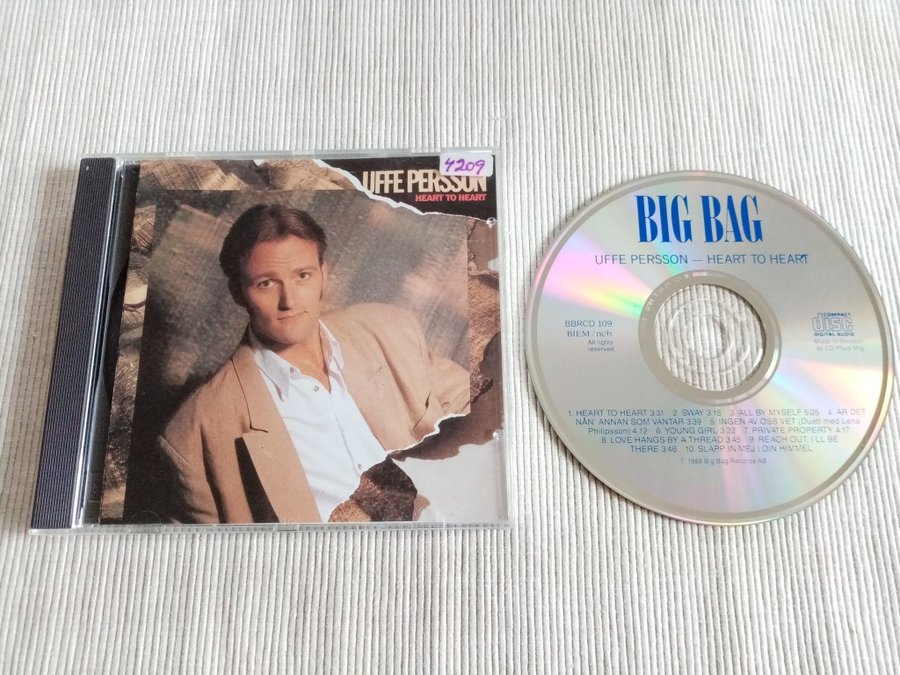 4209
UFFE PERSSON
HEART TO HEART
BIG BAG
UFFE PERSSON — HEART TO HEART
BBRCD 109
BIEM / ncb
All rights
reserved
COMPACT
disc
DIGITAL AUDIO
Made in Sweden
by CD-Plant Mfg.
1. HEART TO HEART 3.31 2. SWAY 3.18 3. ALL BY MYSELF 5.05 4. ÄR DET
NÅN' ANNAN SOM VÄNTAR 3.39 5. INGEN AV OSS VET (Duett med Lena
Philipsson) 4.12 6. YOUNG GIRL 3.22 7. PRIVATE PROPERTY 4.17
8. LOVE HANGS BY A THREAD 3.45 9. REACH OUT, I'LL BE
THERE 3.46 10. SLÄPP IN MEJ I DIN HIMMEL
℗ 1988 Big Bag Records AB